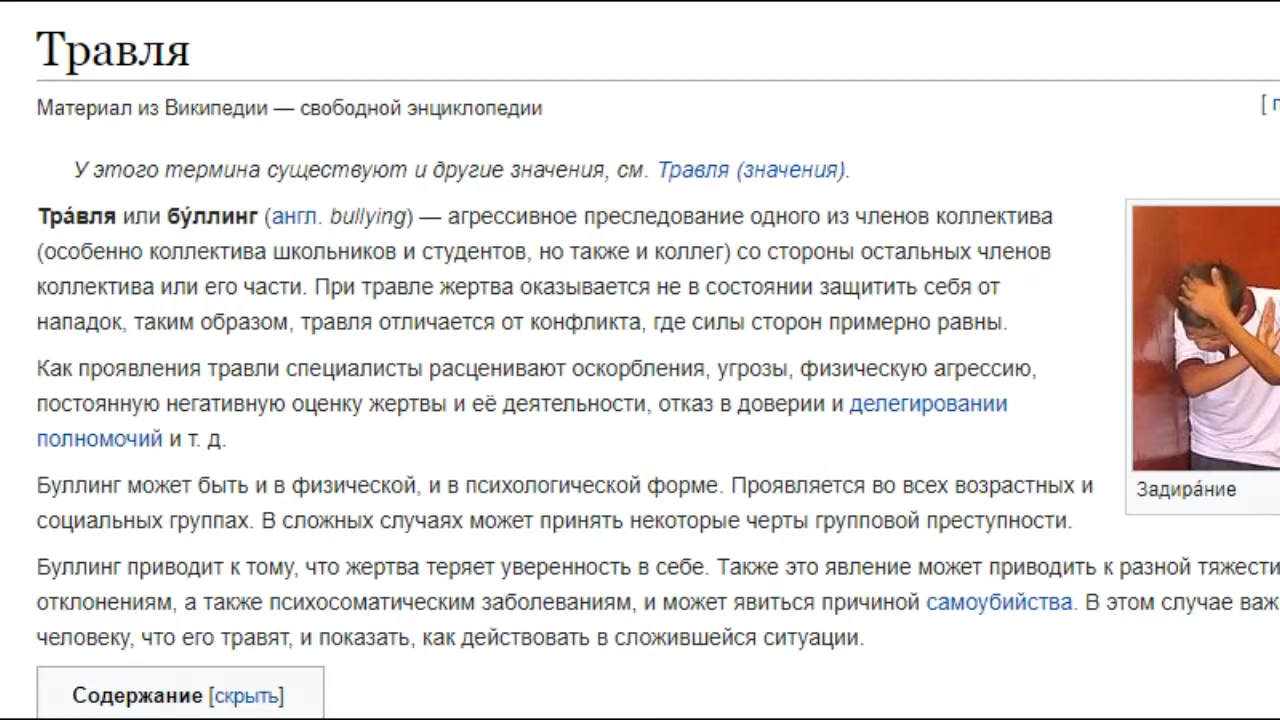 Травля
Материал из Википедии — свободной энциклопедии
[
У этого термина существуют и другие значения, см. Травля (значения).
Тра́вля или бу́ллинг (англ. bullying) — агрессивное преследование одного из членов коллектива
(особенно коллектива школьников и студентов, но также и коллег) со стороны остальных членов
коллектива или его части. При травле жертва оказывается не в состоянии защитить себя от
нападок, таким образом, травля отличается от конфликта, где силы сторон примерно равны.
Как проявления травли специалисты расценивают оскорбления, угрозы, физическую агрессию,
постоянную негативную оценку жертвы и её деятельности, отказ в доверии и делегировании
полномочий и т. д.
Задира́ние
Буллинг может быть и в физической, и в психологической форме. Проявляется во всех возрастных и
социальных группах. В сложных случаях может принять некоторые черты групповой преступности.
Буллинг приводит к тому, что жертва теряет уверенность в себе. Также это явление может приводить к разной тяжести
отклонениям, а также психосоматическим заболеваниям, и может явиться причиной самоубийства. В этом случае важ
человеку, что его травят, и показать, как действовать в сложившейся ситуации.
Содержание [скрыть]